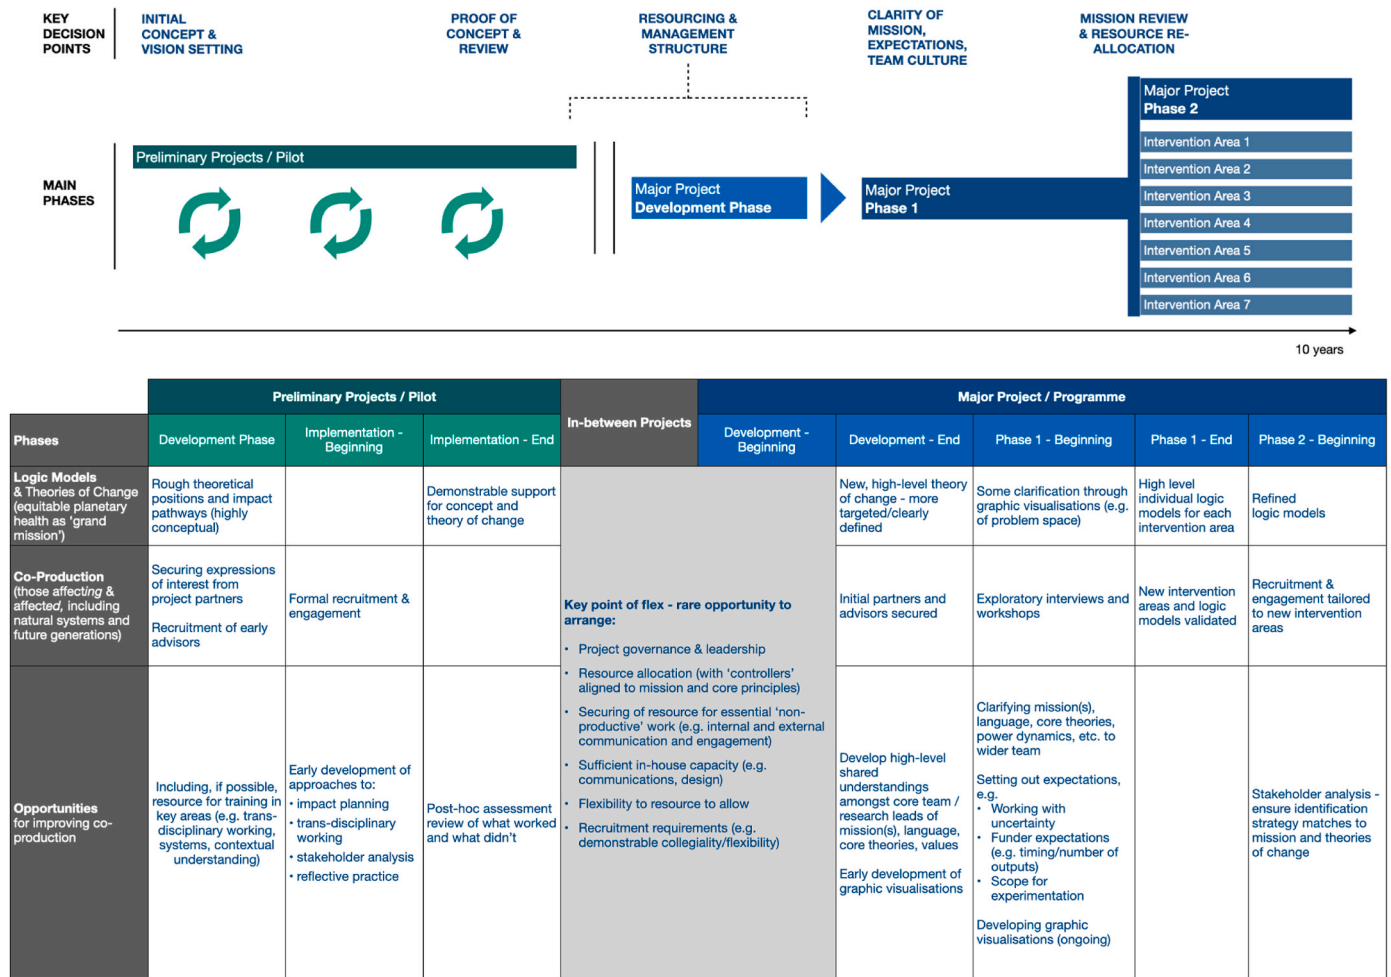 KEY
DECISION
POINTS
INITIAL
CONCEPT &
VISION SETTING
PROOF OF
CONCEPT &
REVIEW
RESOURCING &
MANAGEMENT
STRUCTURE
CLARITY OF
MISSION,
EXPECTATIONS,
TEAM CULTURE
MISSION REVIEW
& RESOURCE RE-
ALLOCATION
MAIN
PHASES
Preliminary Projects / Pilot
Major Project
Development Phase
Major Project
Phase 1
Major Project
Phase 2
Intervention Area 1
Intervention Area 2
Intervention Area 3
Intervention Area 4
Intervention Area 5
Intervention Area 6
Intervention Area 7
10 years
Preliminary Projects / Pilot
In-between Projects
Major Project / Programme
Phases
Development Phase
Implementation -
Beginning
Implementation - End
Development -
Beginning
Development - End
Phase 1 - Beginning
Phase 1 - End
Phase 2 - Beginning
Logic Models
& Theories of Change
(equitable planetary
health as ‘grand
mission’)
Rough theoretical
positions and impact
pathways (highly
conceptual)
Demonstrable support
for concept and
theory of change
New, high-level theory
of change - more
targeted/clearly
defined
Some clarification through
graphic visualisations (e.g.
of problem space)
High level
individual logic
models for each
intervention area
Refined
logic models
Co-Production
(those affecting &
affected, including
natural systems and
future generations)
Securing expressions
of interest from
project partners
Recruitment of early
advisors
Formal recruitment &
engagement
Key point of flex - rare opportunity to
arrange:
• Project governance & leadership
• Resource allocation (with ‘controllers’
aligned to mission and core principles)
• Securing of resource for essential ‘non-
productive’ work (e.g. internal and external
communication and engagement)
• Sufficient in-house capacity (e.g.
communications, design)
• Flexibility to resource to allow
• Recruitment requirements (e.g.
demonstrable collegiality/flexibility)
Initial partners and
advisors secured
Exploratory interviews and
workshops
New intervention
areas and logic
models validated
Recruitment &
engagement tailored
to new intervention
areas
Opportunities
for improving co-
production
Including, if possible,
resource for training in
key areas (e.g. trans-
disciplinary working,
systems, contextual
understanding)
Early development of
approaches to:
• impact planning
• trans-disciplinary
working
• stakeholder analysis
• reflective practice
Post-hoc assessment
review of what worked
and what didn’t
Develop high-level
shared
understandings
amongst core team /
research leads of
mission(s), language,
core theories, values
Early development of
graphic visualisations
Clarifying mission(s),
language, core theories,
power dynamics, etc. to
wider team
Setting out expectations,
e.g.
• Working with
uncertainty
• Funder expectations
(e.g. timing/number of
outputs)
• Scope for
experimentation
Developing graphic
visualisations (ongoing)
Stakeholder analysis -
ensure identification
strategy matches to
mission and theories
of change